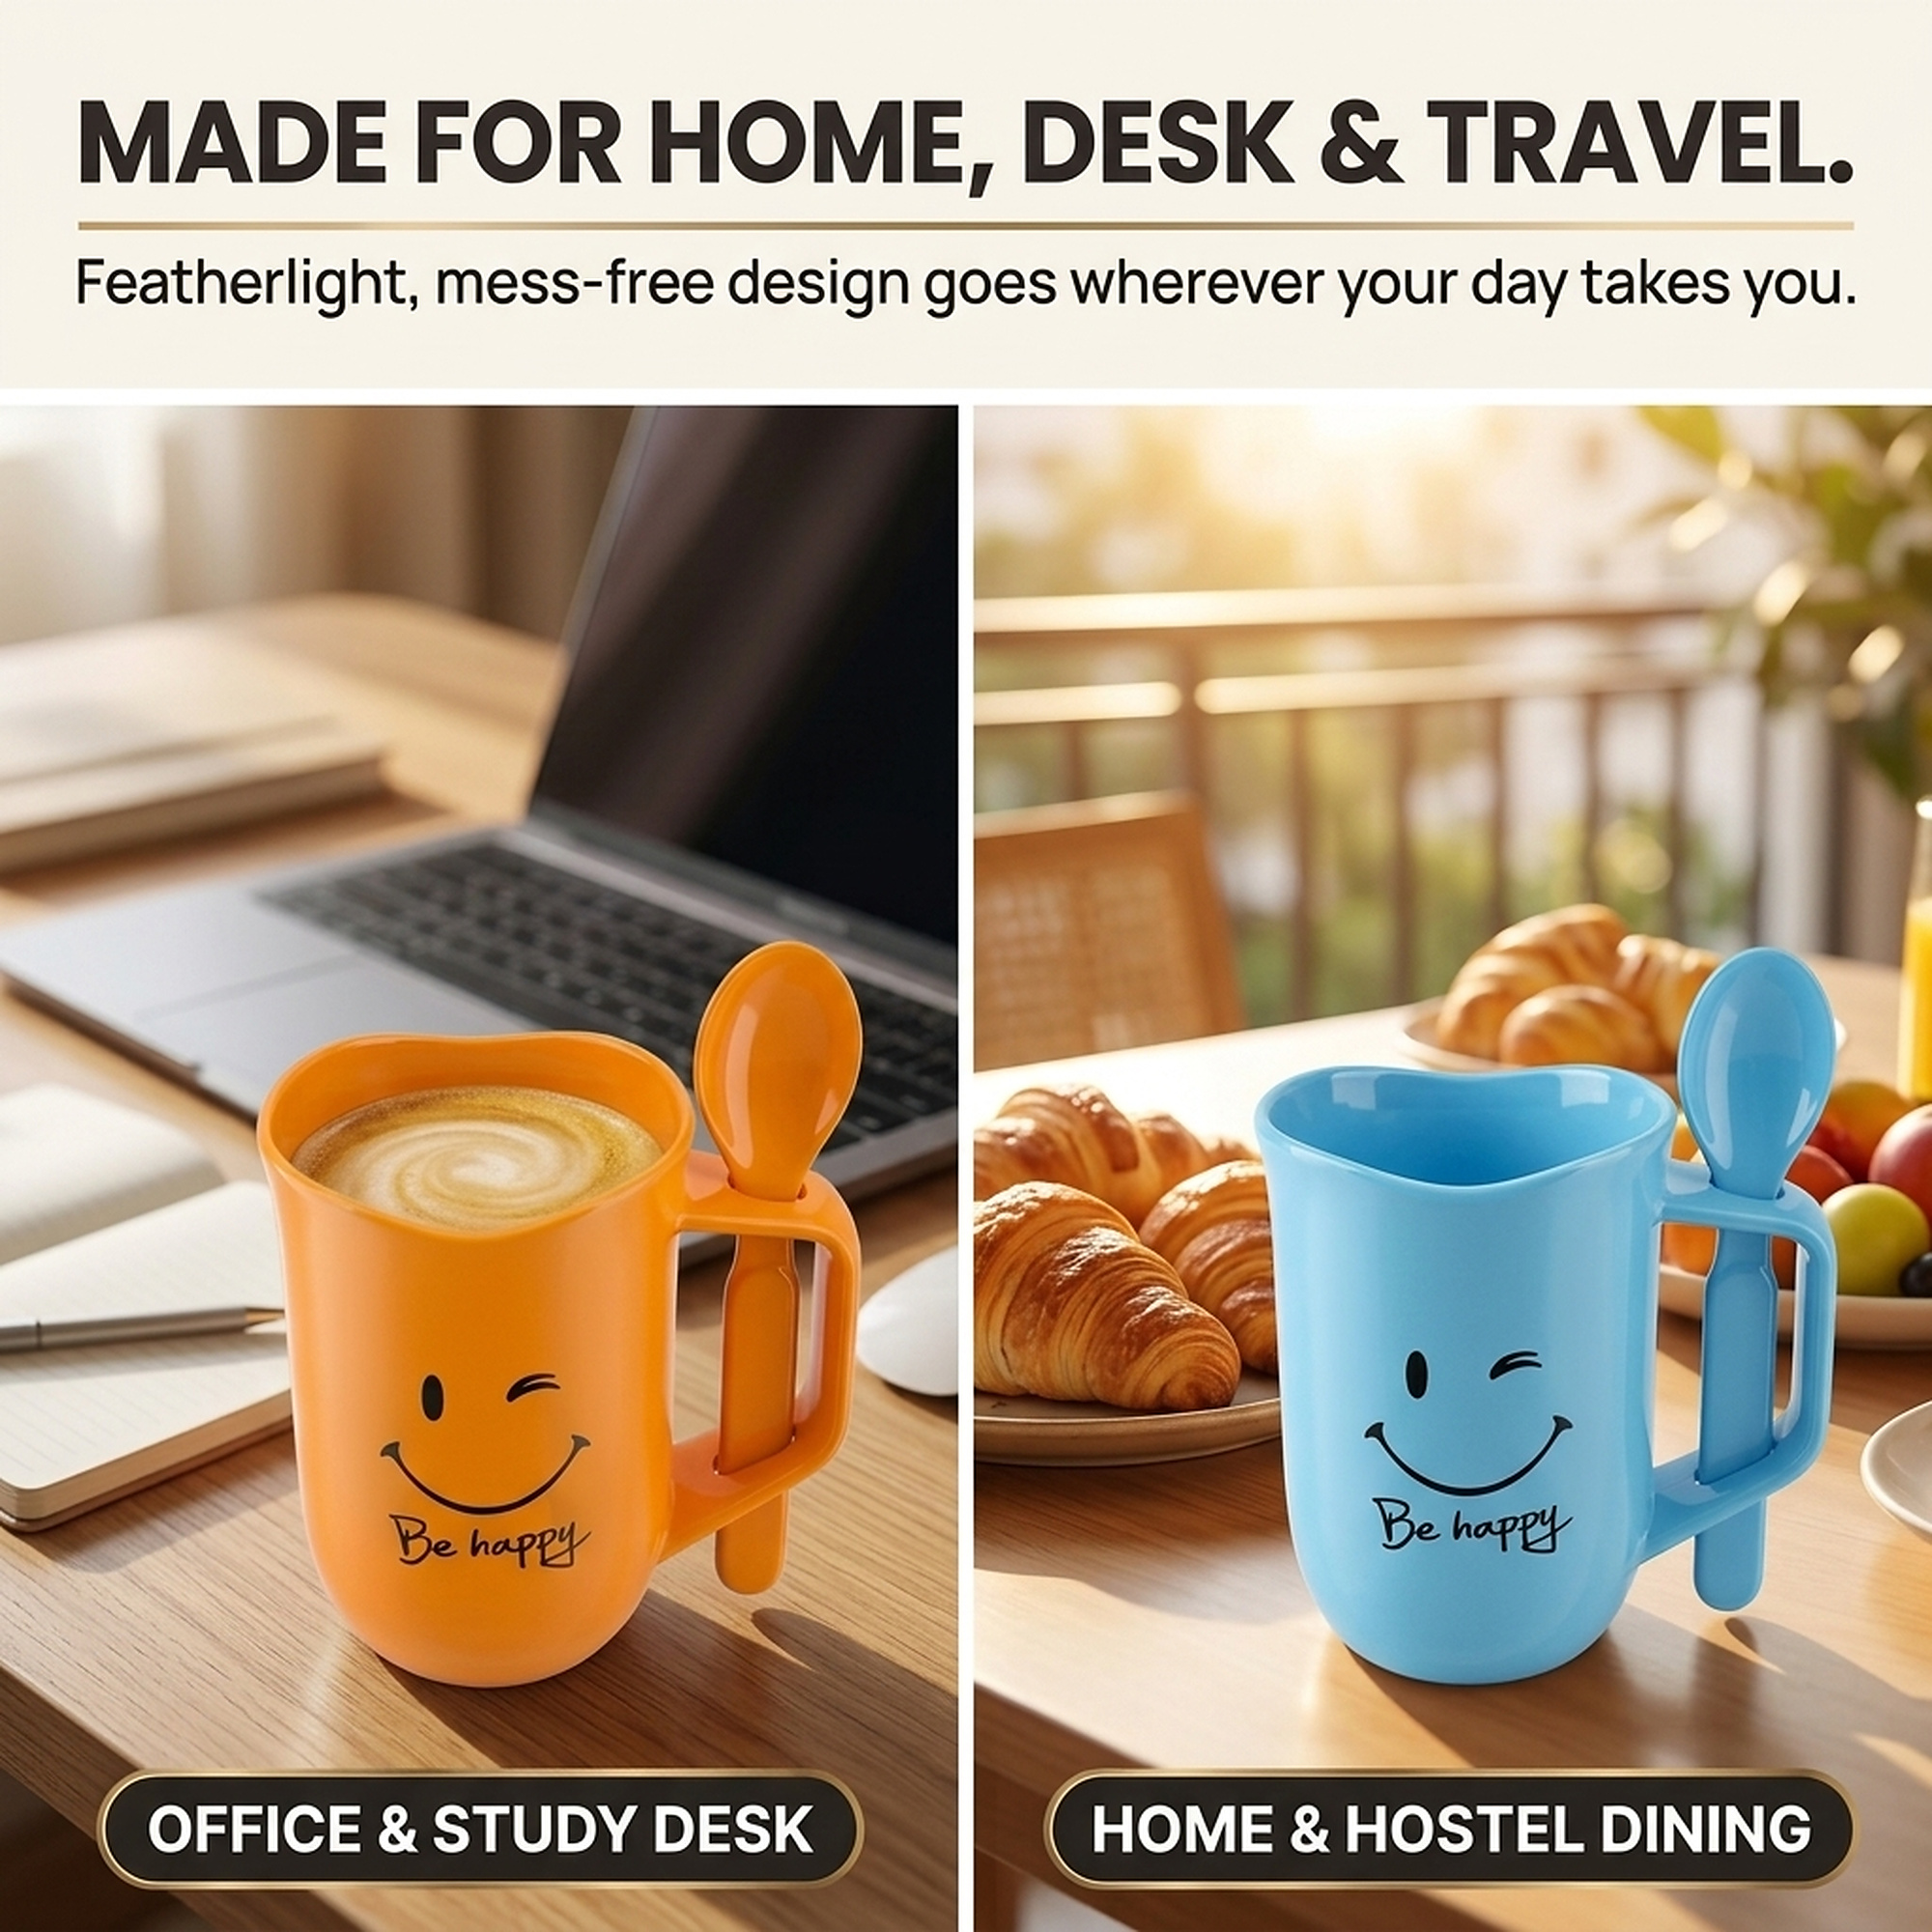 MADE FOR HOME, DESK & TRAVEL.
Featherlight, mess-free design goes wherever your day takes you.
Be happy
Be happy
OFFICE & STUDY DESK
HOME & HOSTEL DINING